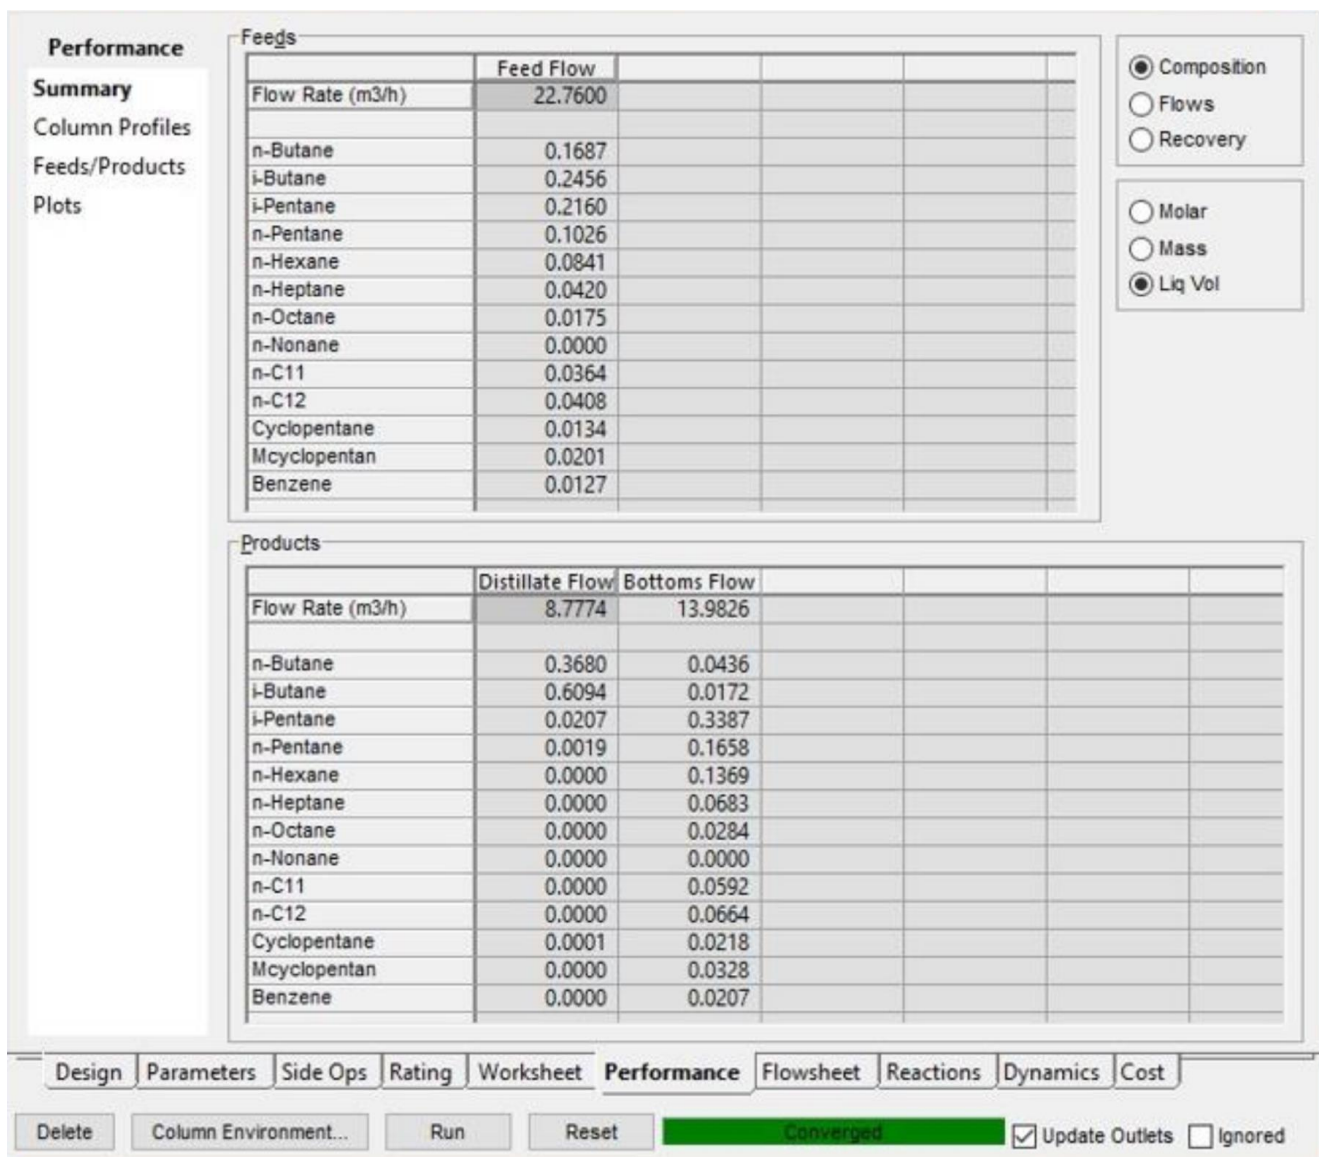 Performance
Summary
Column Profiles
Feeds/Products
Plots
Feeds
Feed Flow
Flow Rate (m3/h) 22.7600
n-Butane 0.1687
i-Butane 0.2456
i-Pentane 0.2160
n-Pentane 0.1026
n-Hexane 0.0841
n-Heptane 0.0420
n-Octane 0.0175
n-Nonane 0.0000
n-C11 0.0364
n-C12 0.0408
Cyclopentane 0.0134
Mcyclopentan 0.0201
Benzene 0.0127
Composition
Flows
Recovery
Molar
Mass
Liq Vol
Products
Distillate Flow Bottoms Flow
Flow Rate (m3/h) 8.7774 13.9826
n-Butane 0.3680 0.0436
i-Butane 0.6094 0.0172
i-Pentane 0.0207 0.3387
n-Pentane 0.0019 0.1658
n-Hexane 0.0000 0.1369
n-Heptane 0.0000 0.0683
n-Octane 0.0000 0.0284
n-Nonane 0.0000 0.0000
n-C11 0.0000 0.0592
n-C12 0.0000 0.0664
Cyclopentane 0.0001 0.0218
Mcyclopentan 0.0000 0.0328
Benzene 0.0000 0.0207
Design Parameters Side Ops Rating Worksheet Performance Flowsheet Reactions Dynamics Cost
Delete Column Environment... Run Reset Converged Update Outlets Ignored